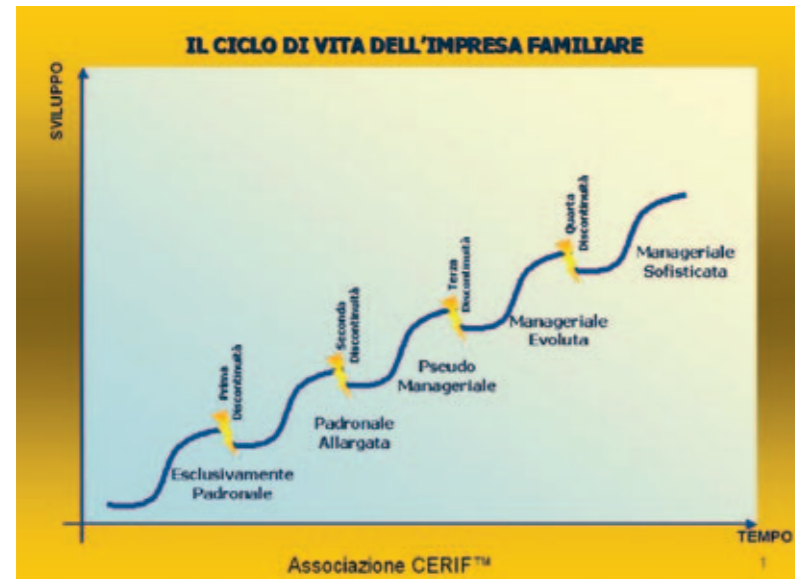 IL CICLO DI VITA DELL'IMPRESA FAMILIARE
SVILUPPO
Quarta
Discontinuità
Manageriale
Sofisticata
Terza
Discontinuità
Manageriale
Evoluta
Seconda
Discontinuità
Pseudo
Manageriale
Prima
Discontinuità
Padronale
Allargata
Esclusivamente
Padronale
TEMPO
Associazione CERIF™
1